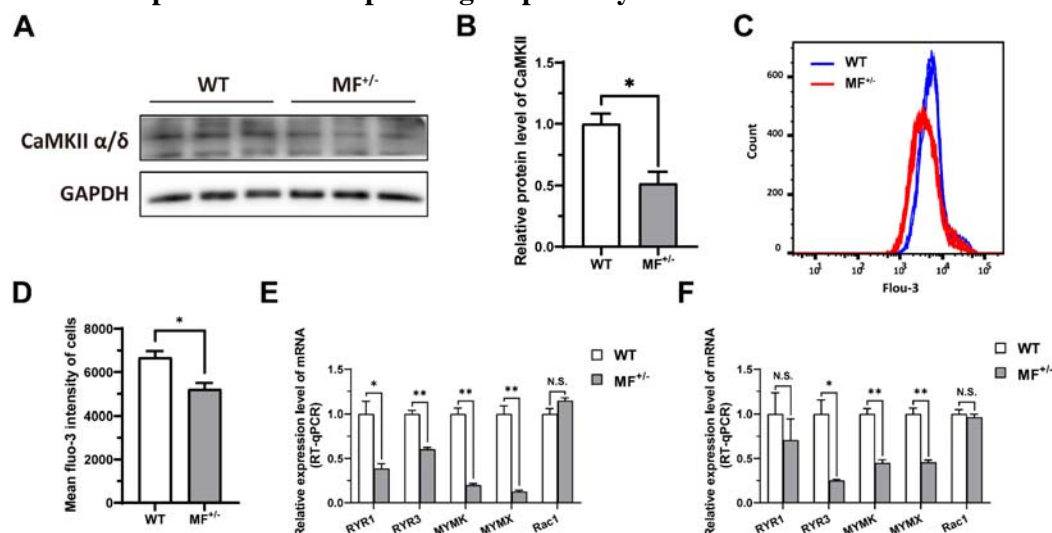 A
WT MF+/-
CaMKII α/δ
GAPDH
B
Relative protein level of CaMKII
1.5
1.0
0.5
0.0
*
WT MF+/-
C
WT
MF+/-
Count
600
400
200
0
10¹ 10² 10³ 10⁴ 10⁵
Flou-3
D
Mean fluo-3 intensity of cells
8000
6000
4000
2000
0
*
WT MF+/-
E
Relative expression level of mRNA
(RT-qPCR)
1.5
1.0
0.5
0.0
* ** ** ** N.S.
WT
MF+/-
RYR1 RYR3 MYMK MYMX Rac1
F
Relative expression level of mRNA
(RT-qPCR)
1.5
1.0
0.5
0.0
N.S. * ** ** N.S.
WT
MF+/-
RYR1 RYR3 MYMK MYMX Rac1